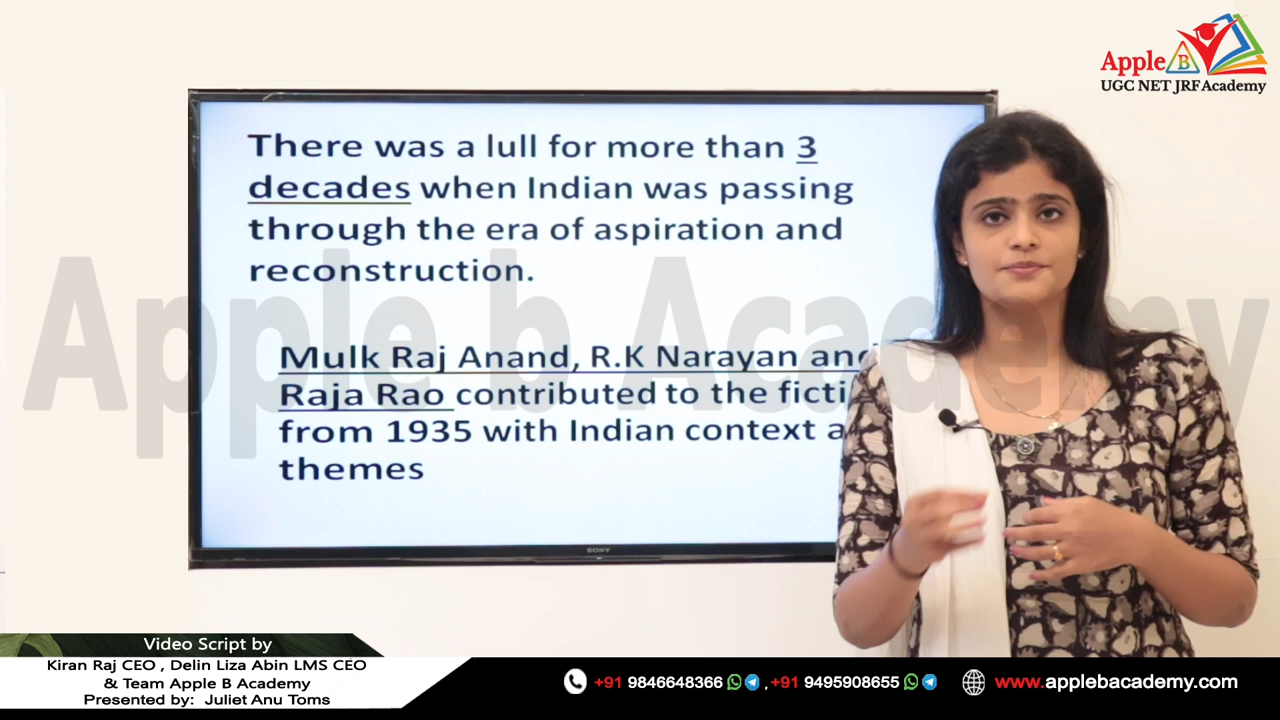 Apple B
UGC NET JRF Academy
There was a lull for more than 3
decades when Indian was passing
through the era of aspiration and
reconstruction.
Mulk Raj Anand, R.K Narayan and
Raja Rao contributed to the ficti
from 1935 with Indian context a
themes
Apple b Academy
SONY
Video Script by
Kiran Raj CEO , Delin Liza Abin LMS CEO
& Team Apple B Academy
Presented by: Juliet Anu Toms
+91 9846648366 , +91 9495908655 www.applebacademy.com